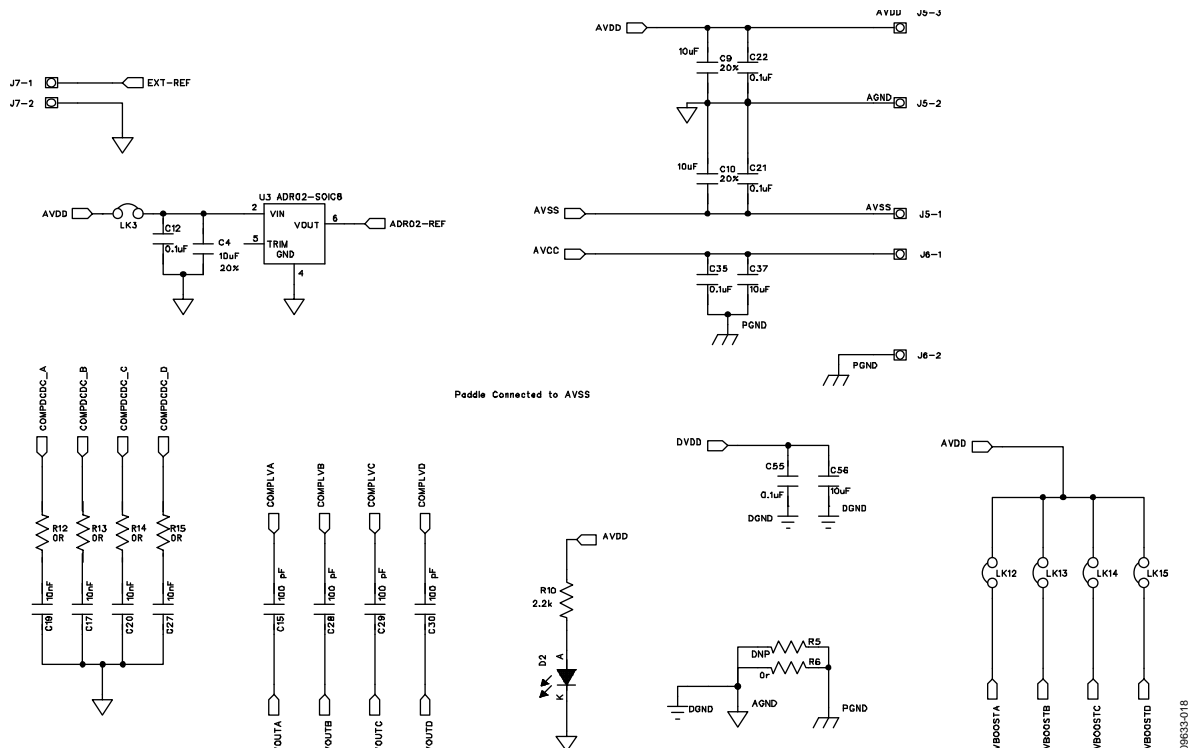 AVDD J5-3
AVDD
10uF C9 C22
20% 0.1uF
J7-1 EXT-REF
J7-2
AGND J5-2
10uF C10 C21
20% 0.1uF
U3 ADR02-SOIC8
AVDD 2 VIN
LK3 VOUT 6 ADR02-REF
C12
0.1uF
C4
10uF
20%
5 TRIM
GND
4
AVSS AVSS J5-1
AVCC J6-1
C35 C37
0.1uF 10uF
PGND
J6-2
PGND
Paddle Connected to AVSS
COMPDCDC_A
COMPDCDC_B
COMPDCDC_C
COMPDCDC_D
R12 R13 R14 R15
0R 0R 0R 0R
10nF 10nF 10nF 10nF
C19 C17 C20 C27
COMPLVA
COMPLVB
COMPLVC
COMPLVD
100 pF 100 pF 100 pF 100 pF
C15 C28 C29 C30
VOUTA
VOUTB
VOUTC
VOUTD
AVDD
R10
2.2k
D2 A
K
DVDD
C55 C56
0.1uF 10uF
DGND DGND
R5
DNP
R6
0r
DGND AGND PGND
AVDD
LK12 LK13 LK14 LK15
VBOOSTA
VBOOSTB
VBOOSTC
VBOOSTD
09633-018